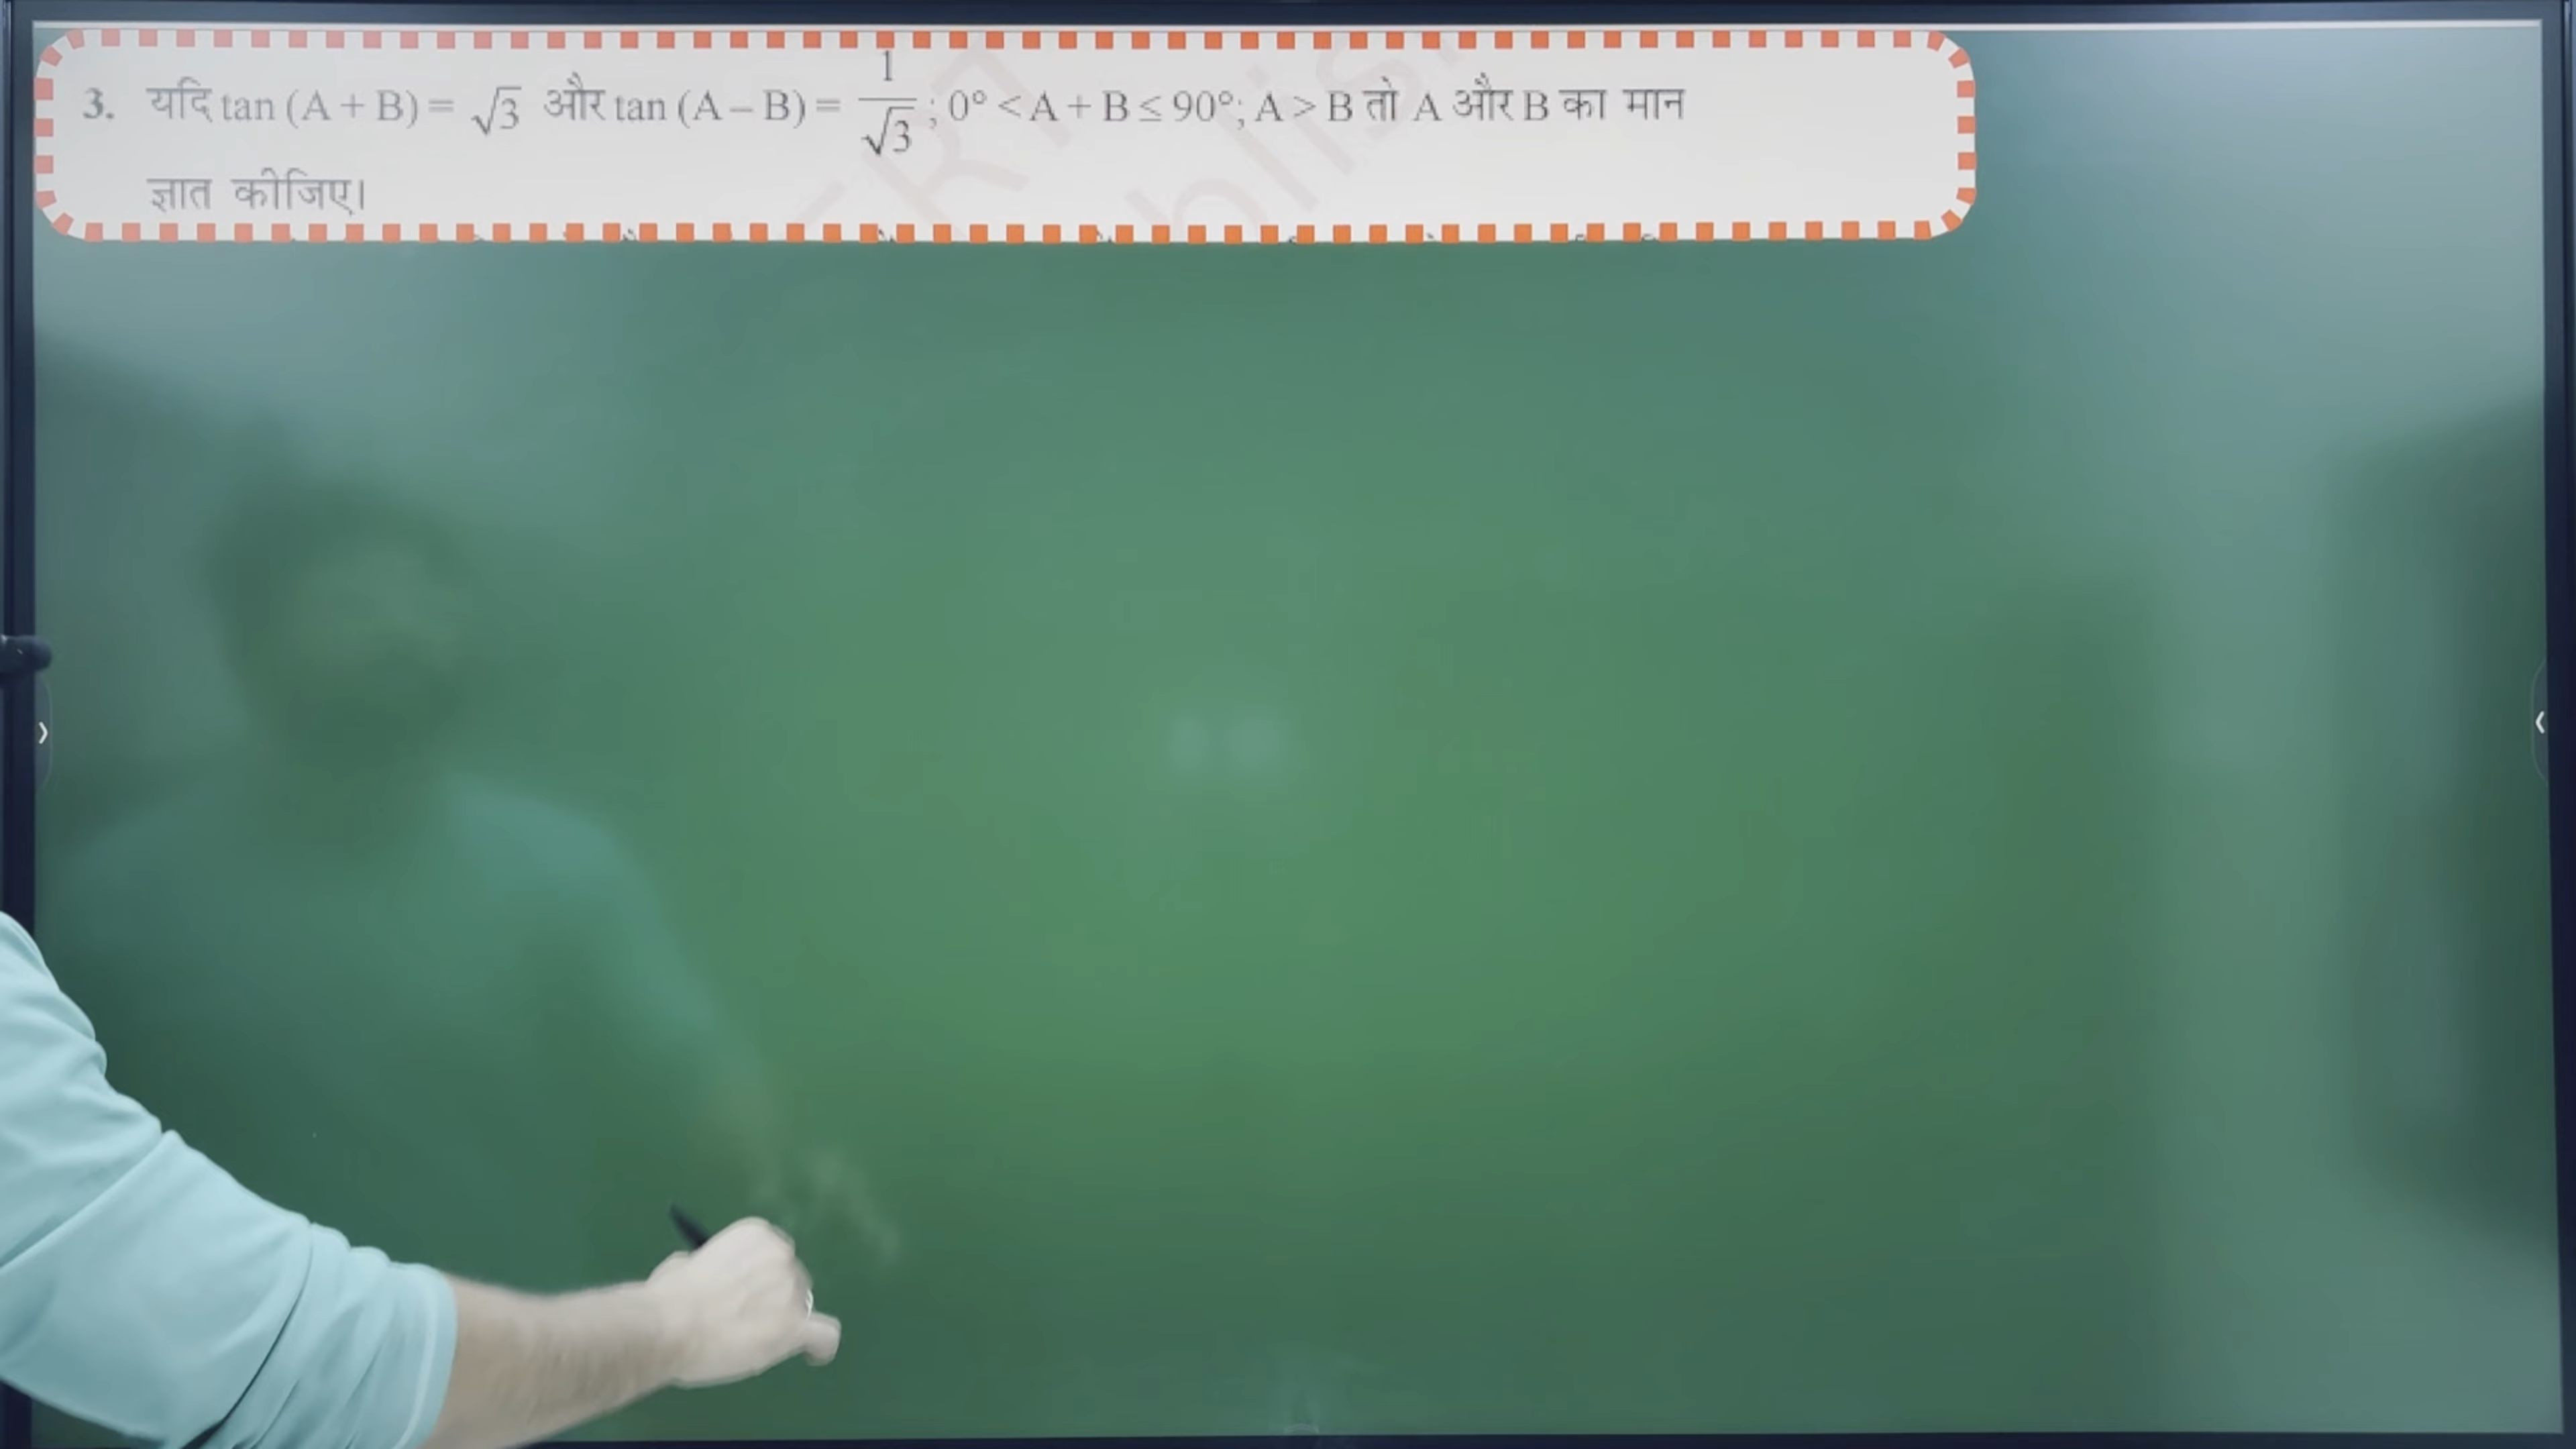 3. यदि tan (A + B) = √3 और tan (A – B) = 1/√3 ; 0° < A + B ≤ 90°; A > B तो A और B का मान
ज्ञात कीजिए।